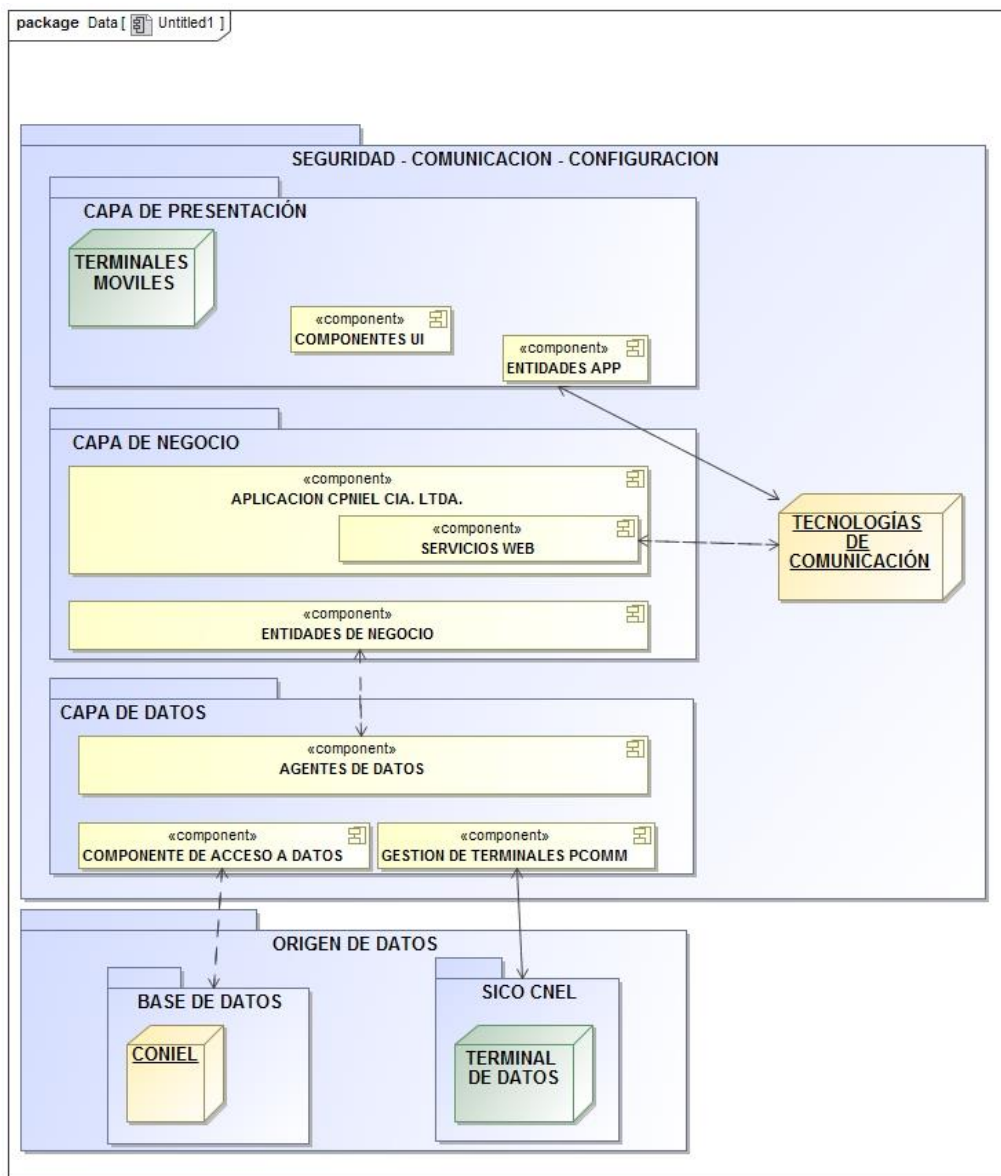 package Data [ Untitled1 ]
SEGURIDAD - COMUNICACION - CONFIGURACION
CAPA DE PRESENTACIÓN
TERMINALES
MOVILES
«component»
COMPONENTES UI
«component»
ENTIDADES APP
CAPA DE NEGOCIO
«component»
APLICACION CPNIEL CIA. LTDA.
«component»
SERVICIOS WEB
TECNOLOGÍAS
DE
COMUNICACIÓN
«component»
ENTIDADES DE NEGOCIO
CAPA DE DATOS
«component»
AGENTES DE DATOS
«component»
COMPONENTE DE ACCESO A DATOS
«component»
GESTION DE TERMINALES PCOMM
ORIGEN DE DATOS
BASE DE DATOS
CONIEL
SICO CNEL
TERMINAL
DE DATOS